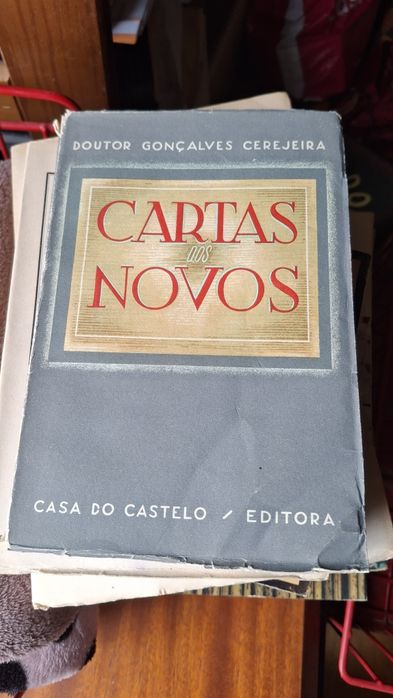 DOUTOR GONÇALVES CEREJEIRA
CARTAS
aos
NOVOS
CASA DO CASTELO / EDITORA